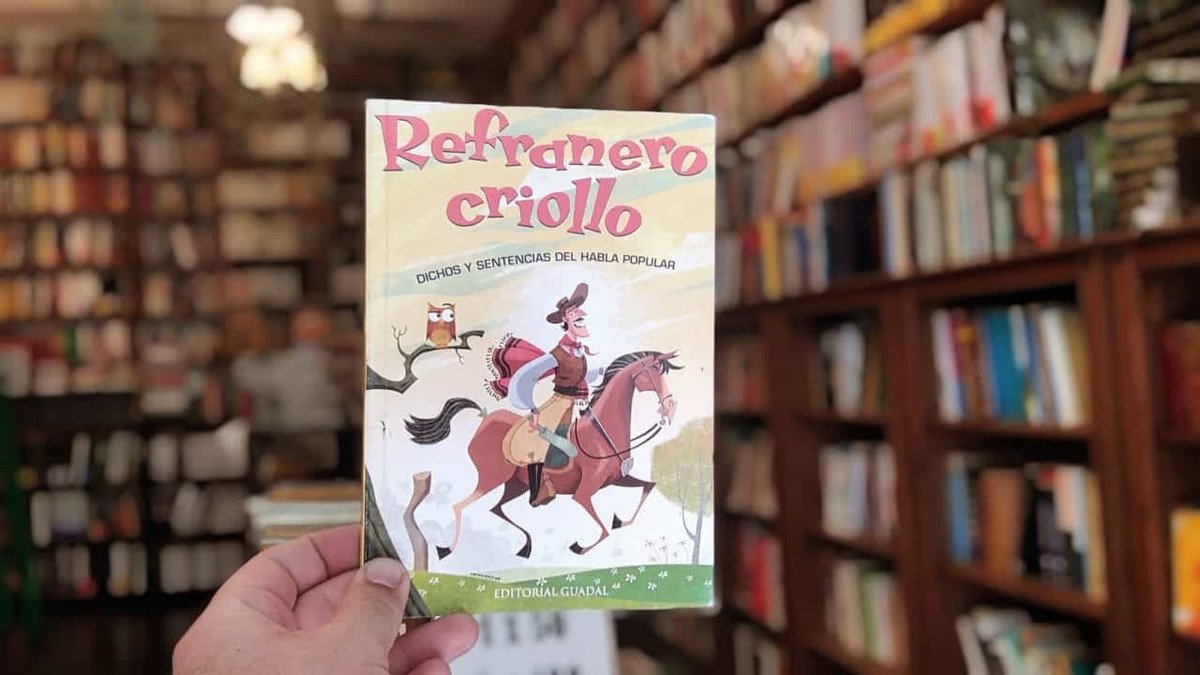 Refranero
criollo
DICHOS Y SENTENCIAS DEL HABLA POPULAR
EDITORIAL GUADAL